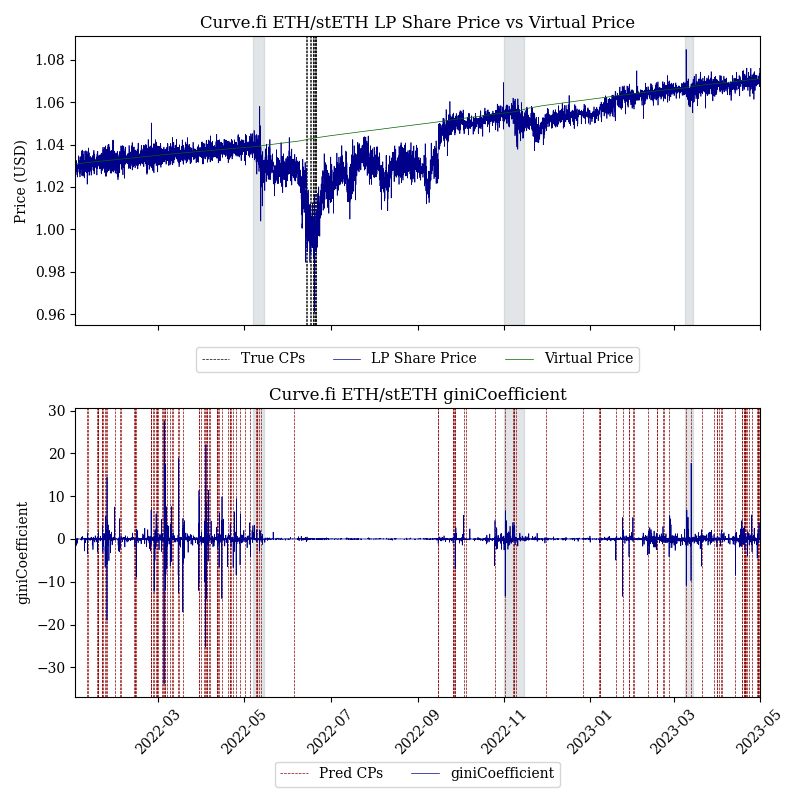 Curve.fi ETH/stETH LP Share Price vs Virtual Price
Price (USD)
1.08
1.06
1.04
1.02
1.00
0.98
0.96
True CPs
LP Share Price
Virtual Price
Curve.fi ETH/stETH giniCoefficient
giniCoefficient
30
20
10
0
−10
−20
−30
2022-03
2022-05
2022-07
2022-09
2022-11
2023-01
2023-03
2023-05
Pred CPs
giniCoefficient